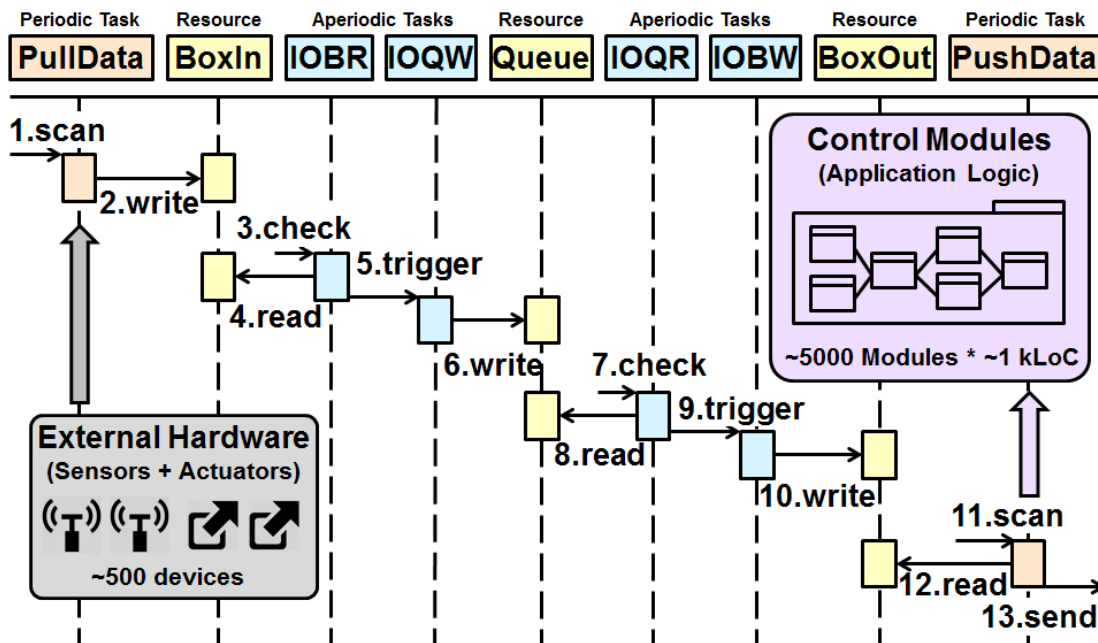 Periodic Task
Resource
Aperiodic Tasks
Resource
Aperiodic Tasks
Resource
Periodic Task
PullData
BoxIn
IOBR
IOQW
Queue
IOQR
IOBW
BoxOut
PushData
1.scan
2.write
3.check
4.read
5.trigger
6.write
7.check
8.read
9.trigger
10.write
11.scan
12.read
13.send
Control Modules
(Application Logic)
~5000 Modules * ~1 kLoC
External Hardware
(Sensors + Actuators)
~500 devices